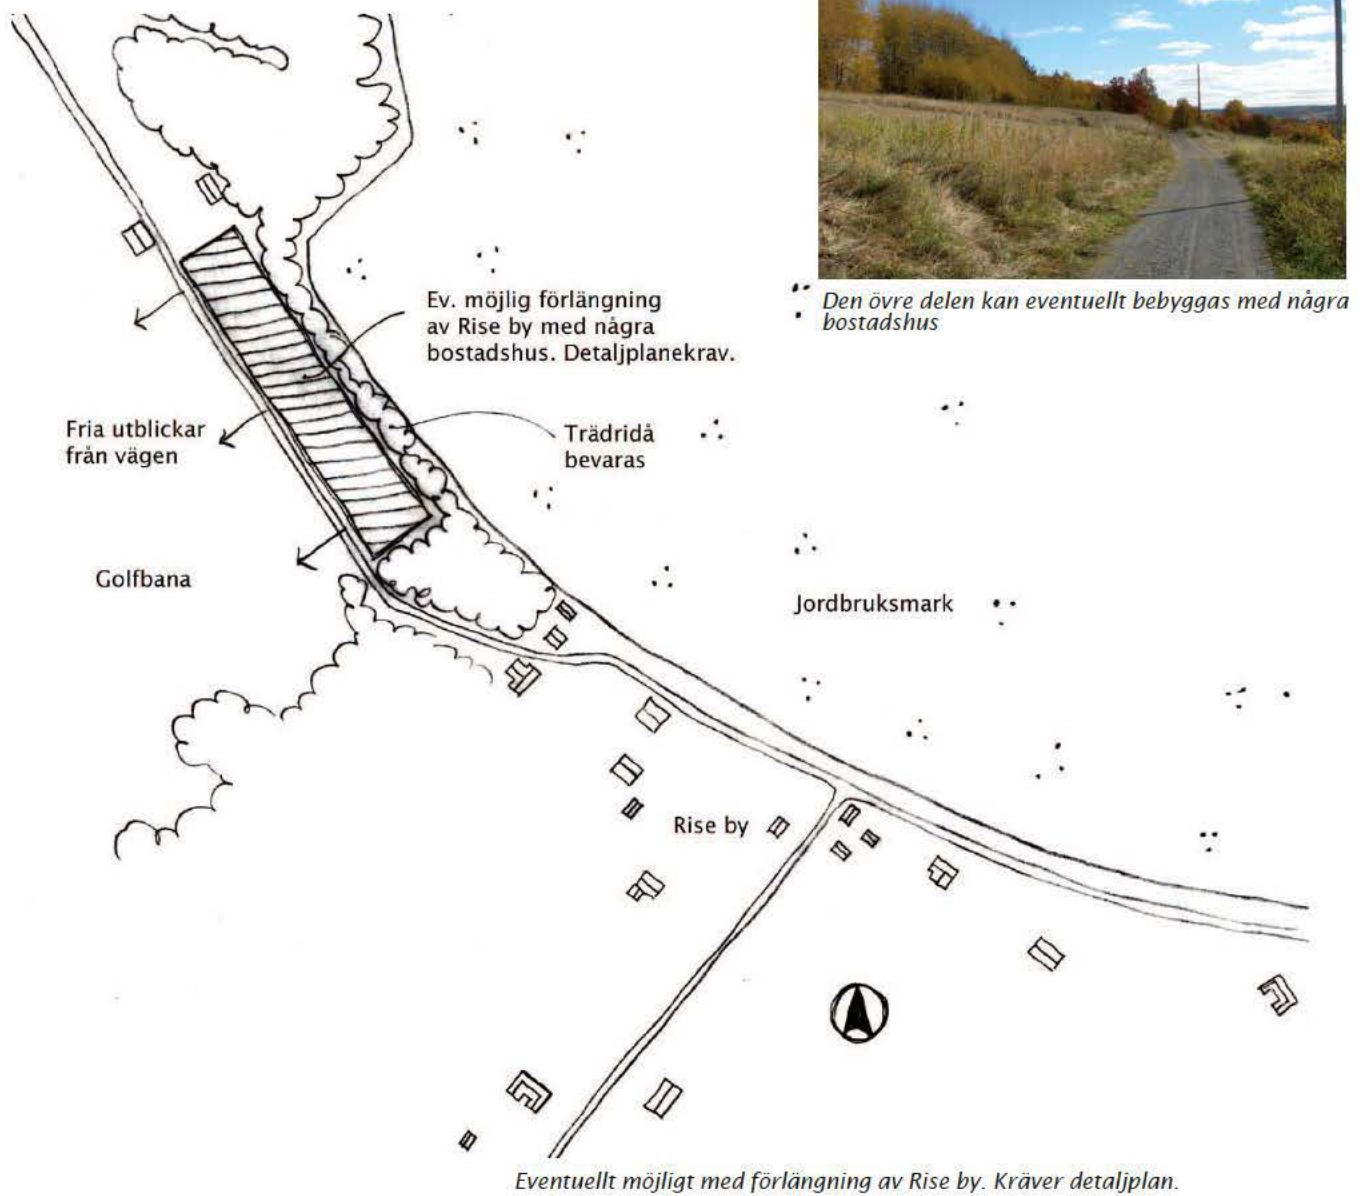 Den övre delen kan eventuellt bebyggas med några
bostadshus
Ev. möjlig förlängning
av Rise by med några
bostadshus. Detaljplanekrav.
Fria utblickar
från vägen
Trädridå
bevaras
Golfbana
Jordbruksmark
Rise by
Eventuellt möjligt med förlängning av Rise by. Kräver detaljplan.